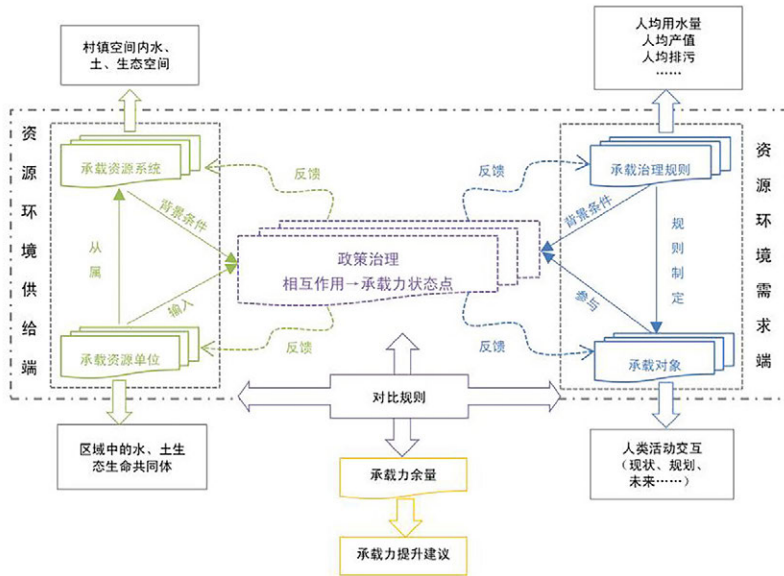 村镇空间内水、
土、生态空间
人均用水量
人均产值
人均排污
……
资源环境供给端
承载资源系统
反馈
反馈
承载治理规则
资源环境需求端
背景条件
背景条件
从属
政策治理
相互作用→承载力状态点
规则制定
输入
参与
承载资源单位
反馈
反馈
承载对象
对比规则
区域中的水、土生
态生命共同体
人类活动交互
（现状、规划、
未来……）
承载力余量
承载力提升建议